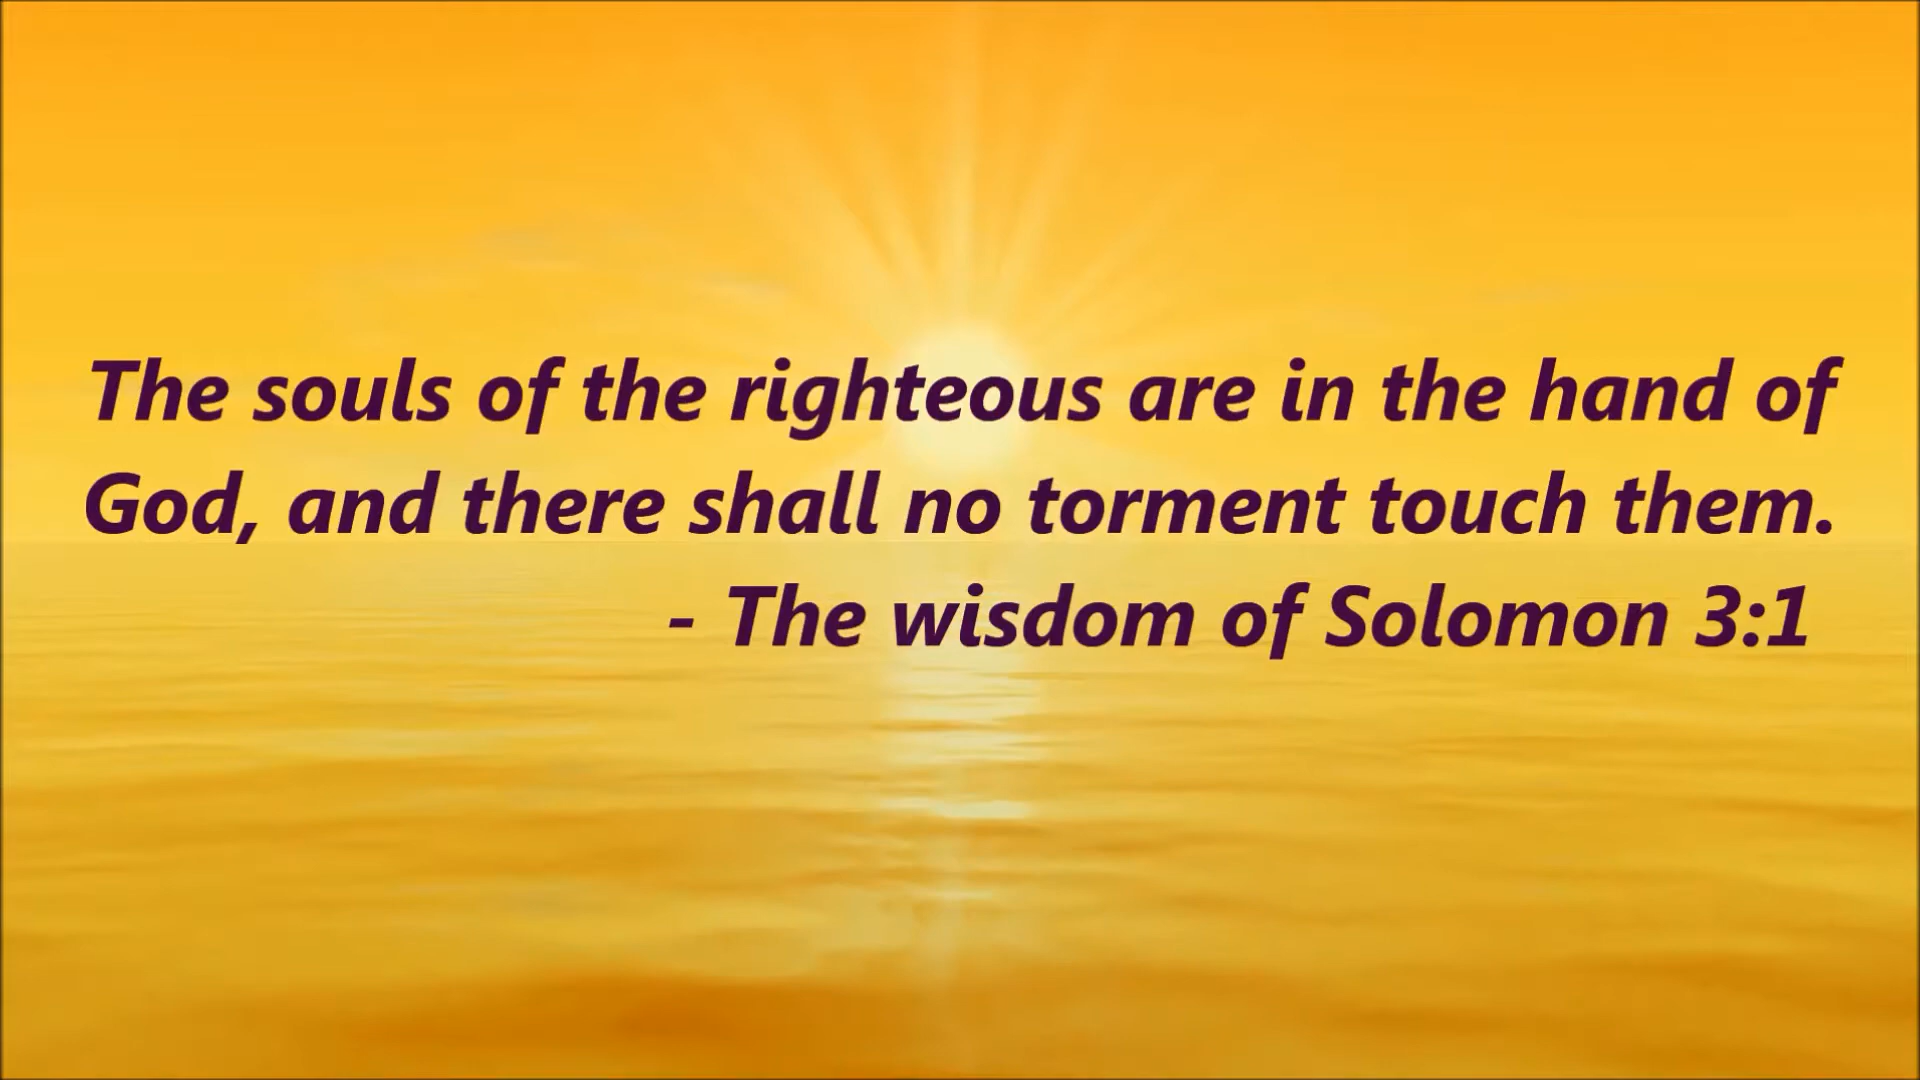 The souls of the righteous are in the hand of
God, and there shall no torment touch them.
- The wisdom of Solomon 3:1